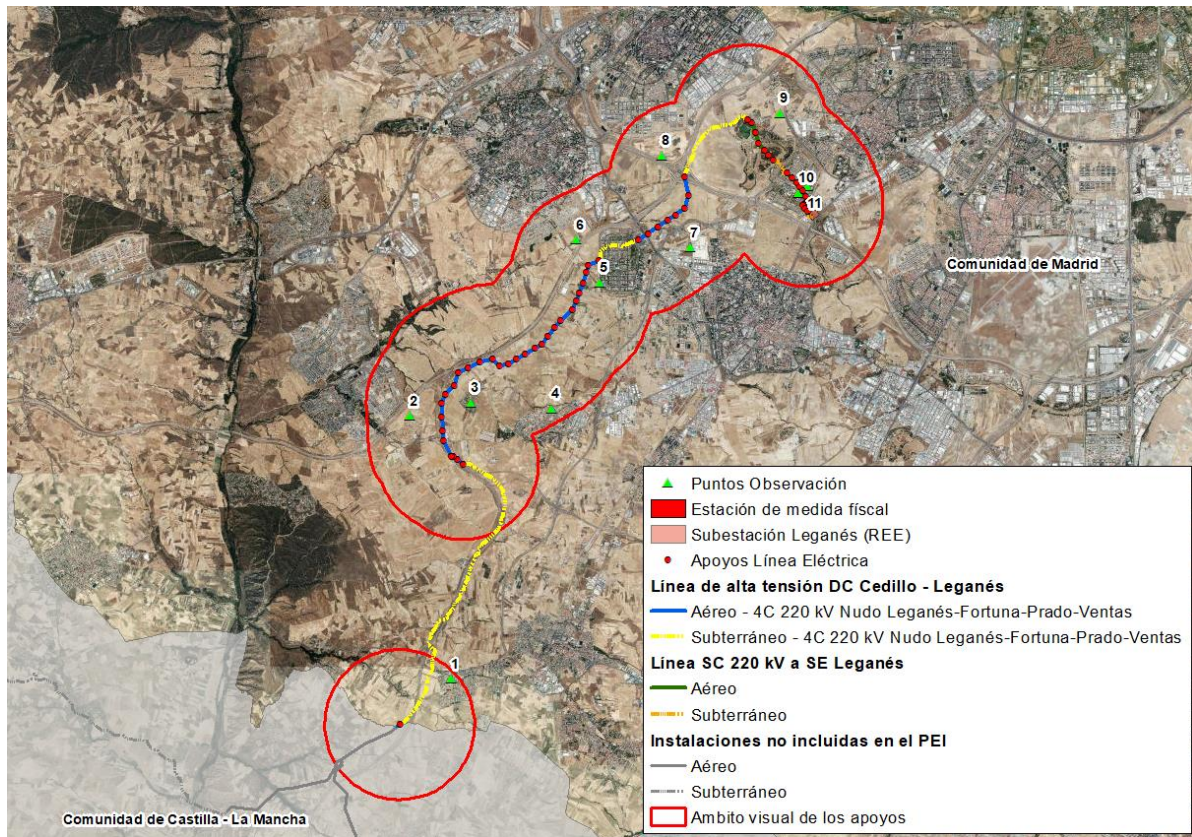 9
8
10
11
6
7
Comunidad de Madrid
5
3
2
4
1
Comunidad de Castilla - La Mancha
Puntos Observación
Estación de medida físcal
Subestación Leganés (REE)
Apoyos Línea Eléctrica
Línea de alta tensión DC Cedillo - Leganés
Aéreo - 4C 220 kV Nudo Leganés-Fortuna-Prado-Ventas
Subterráneo - 4C 220 kV Nudo Leganés-Fortuna-Prado-Ventas
Línea SC 220 kV a SE Leganés
Aéreo
Subterráneo
Instalaciones no incluidas en el PEI
Aéreo
Subterráneo
Ambito visual de los apoyos